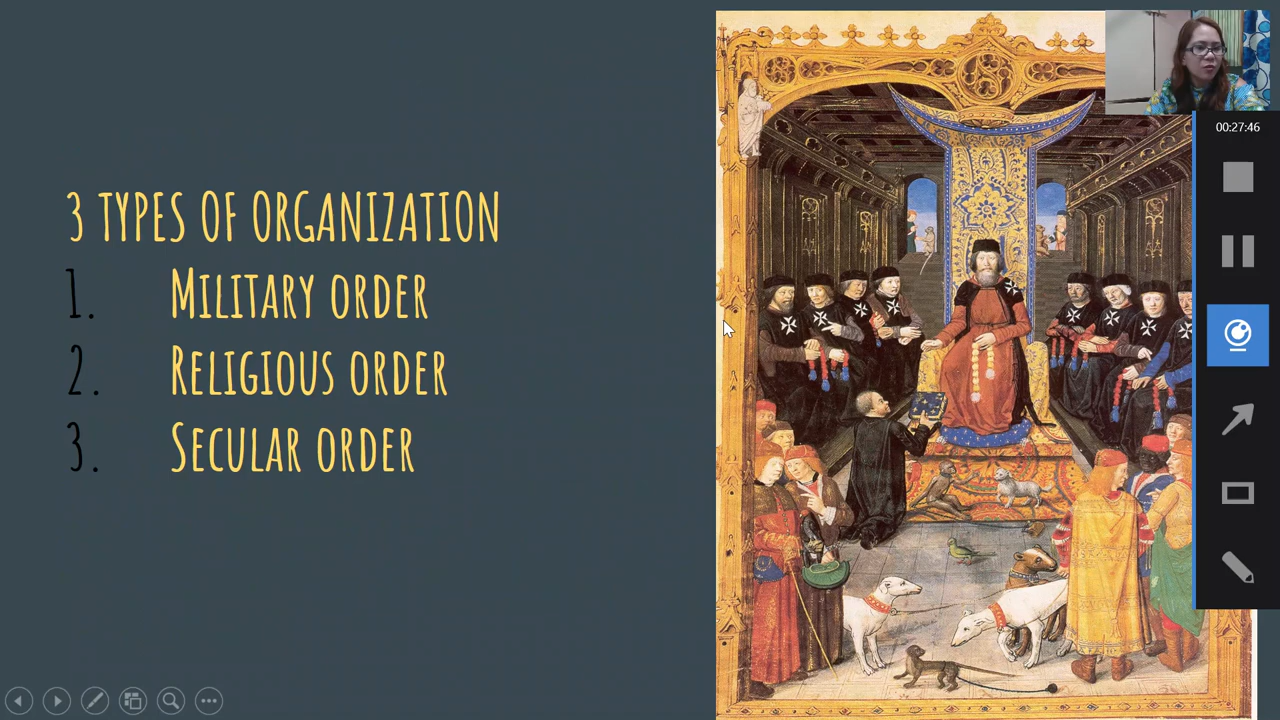 3 TYPES OF ORGANIZATION
1. MILITARY ORDER
2. RELIGIOUS ORDER
3. SECULAR ORDER
00:27:46